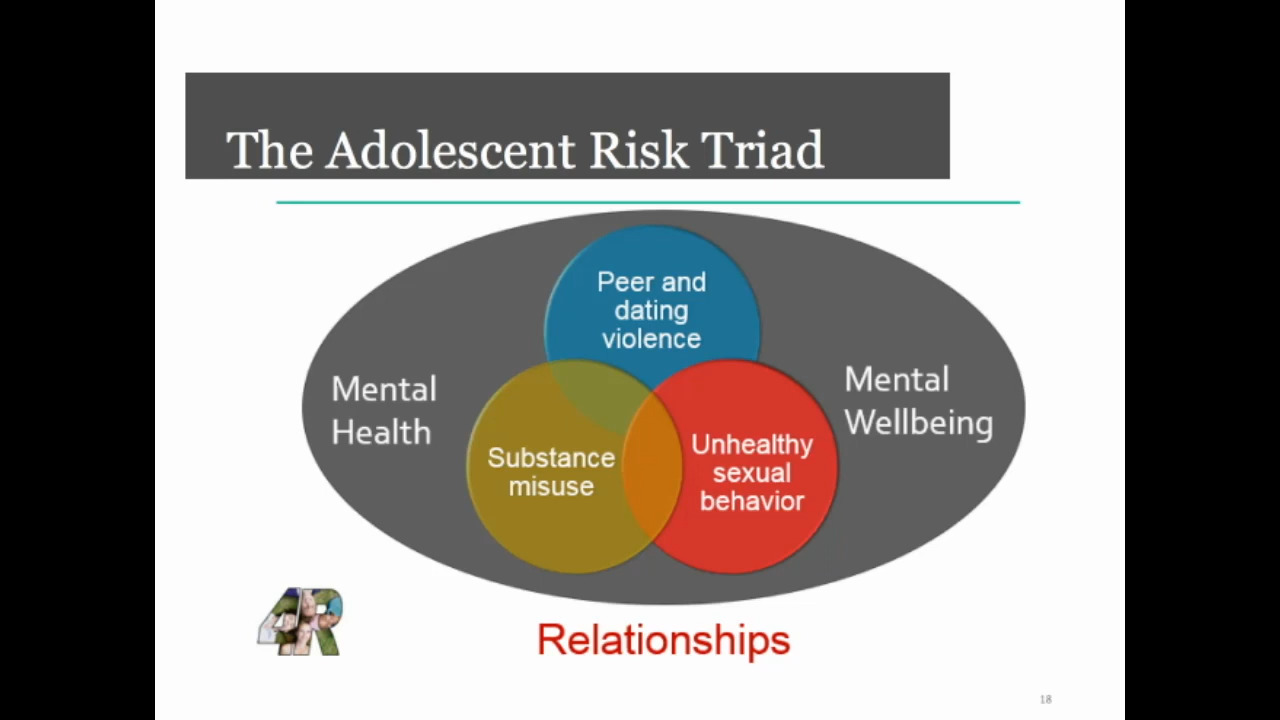 The Adolescent Risk Triad
Peer and
dating
violence
Mental
Health
Mental
Wellbeing
Substance
misuse
Unhealthy
sexual
behavior
4R
Relationships
18